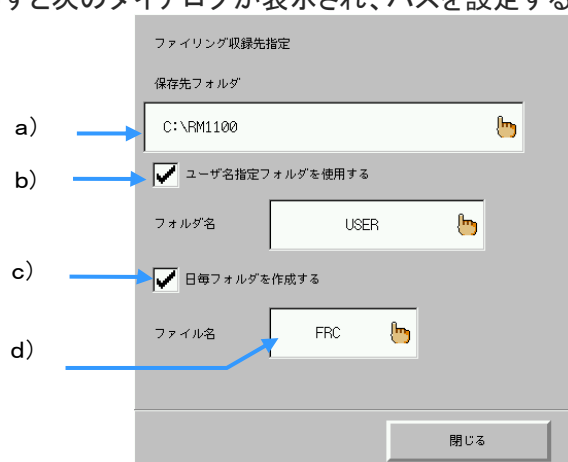 すと次のダイアログが表示され、パスを設定する
ファイリング収録先指定
保存先フォルダ
a) C:\RM1100
b) ユーザ名指定フォルダを使用する
フォルダ名 USER
c) 日毎フォルダを作成する
ファイル名 FRC
d)
閉じる